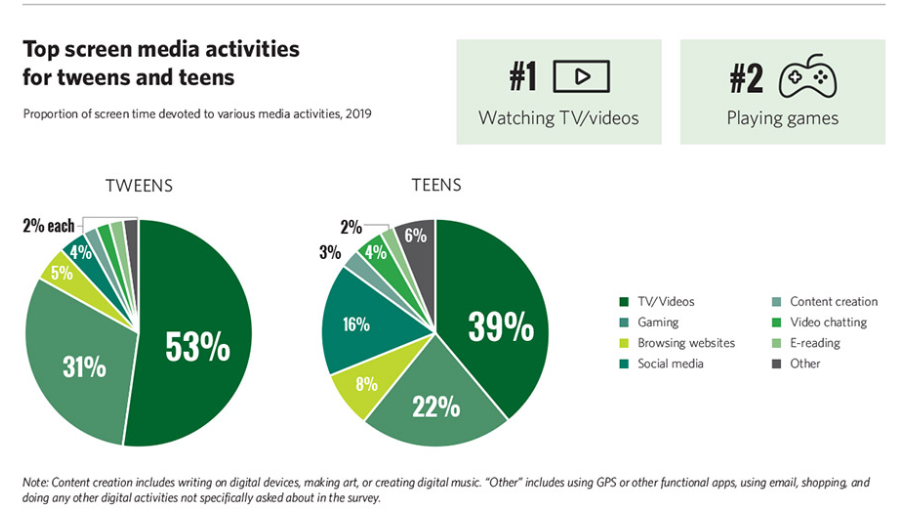 Top screen media activities
for tweens and teens
Proportion of screen time devoted to various media activities, 2019
#1
Watching TV/videos
#2
Playing games
TWEENS
2% each
4%
5%
31%
53%
TEENS
2%
6%
3%
4%
16%
39%
8%
22%
TV/Videos
Gaming
Browsing websites
Social media
Content creation
Video chatting
E-reading
Other
Note: Content creation includes writing on digital devices, making art, or creating digital music. “Other” includes using GPS or other functional apps, using email, shopping, and
doing any other digital activities not specifically asked about in the survey.